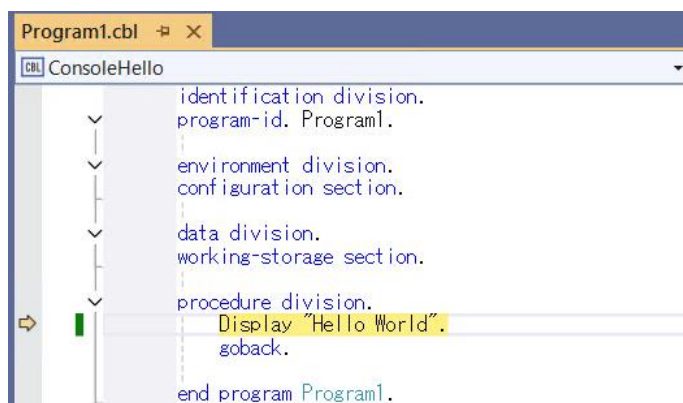 Program1.cbl
CBL ConsoleHello
identification division.
program-id. Program1.
environment division.
configuration section.
data division.
working-storage section.
procedure division.
Display "Hello World".
goback.
end program Program1.